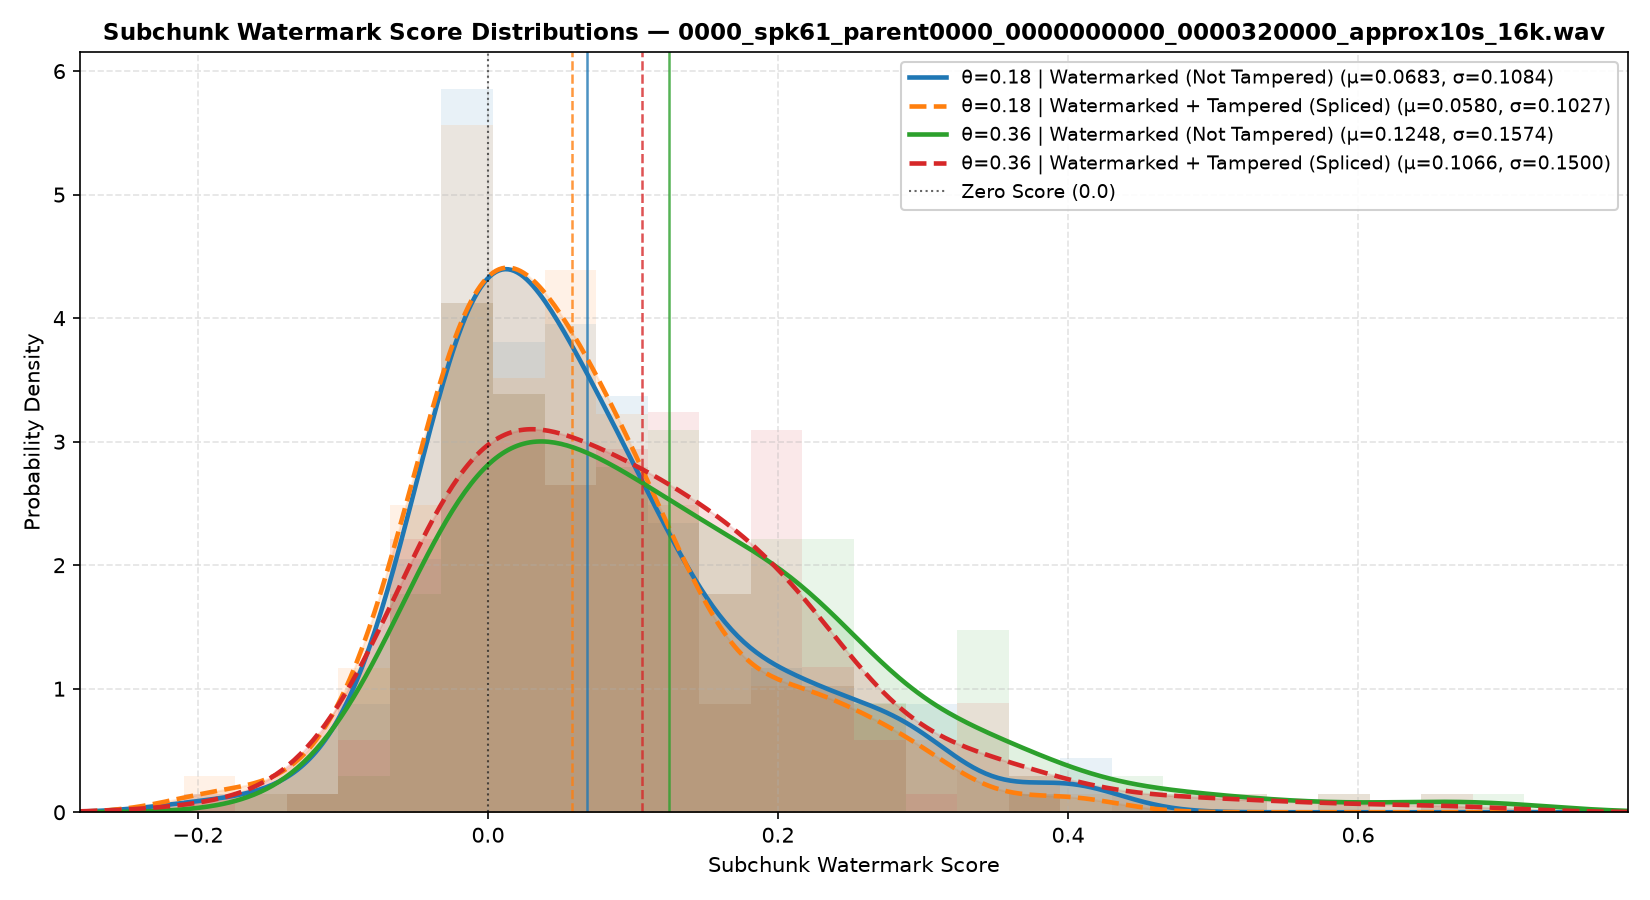 Subchunk Watermark Score Distributions — 0000_spk61_parent0000_0000000000_0000320000_approx10s_16k.wav
θ=0.18 | Watermarked (Not Tampered) (μ=0.0683, σ=0.1084)
θ=0.18 | Watermarked + Tampered (Spliced) (μ=0.0580, σ=0.1027)
θ=0.36 | Watermarked (Not Tampered) (μ=0.1248, σ=0.1574)
θ=0.36 | Watermarked + Tampered (Spliced) (μ=0.1066, σ=0.1500)
Zero Score (0.0)
Probability Density
6
5
4
3
2
1
0
−0.2
0.0
0.2
0.4
0.6
Subchunk Watermark Score